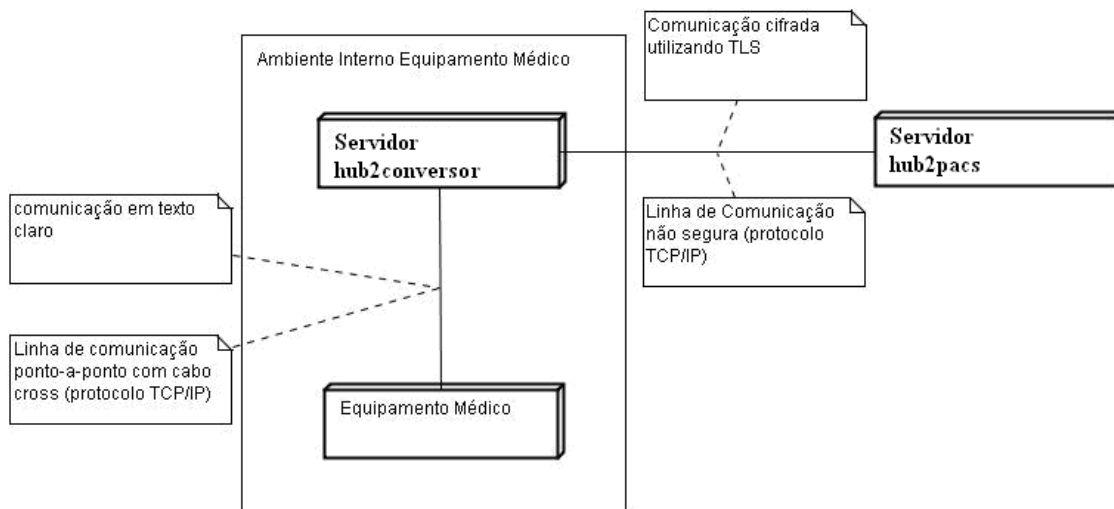 Comunicação cifrada
utilizando TLS
Ambiente Interno Equipamento Médico
Servidor
hub2conversor
Servidor
hub2pacs
comunicação em texto
claro
Linha de Comunicação
não segura (protocolo
TCP/IP)
Linha de comunicação
ponto-a-ponto com cabo
cross (protocolo TCP/IP)
Equipamento Médico